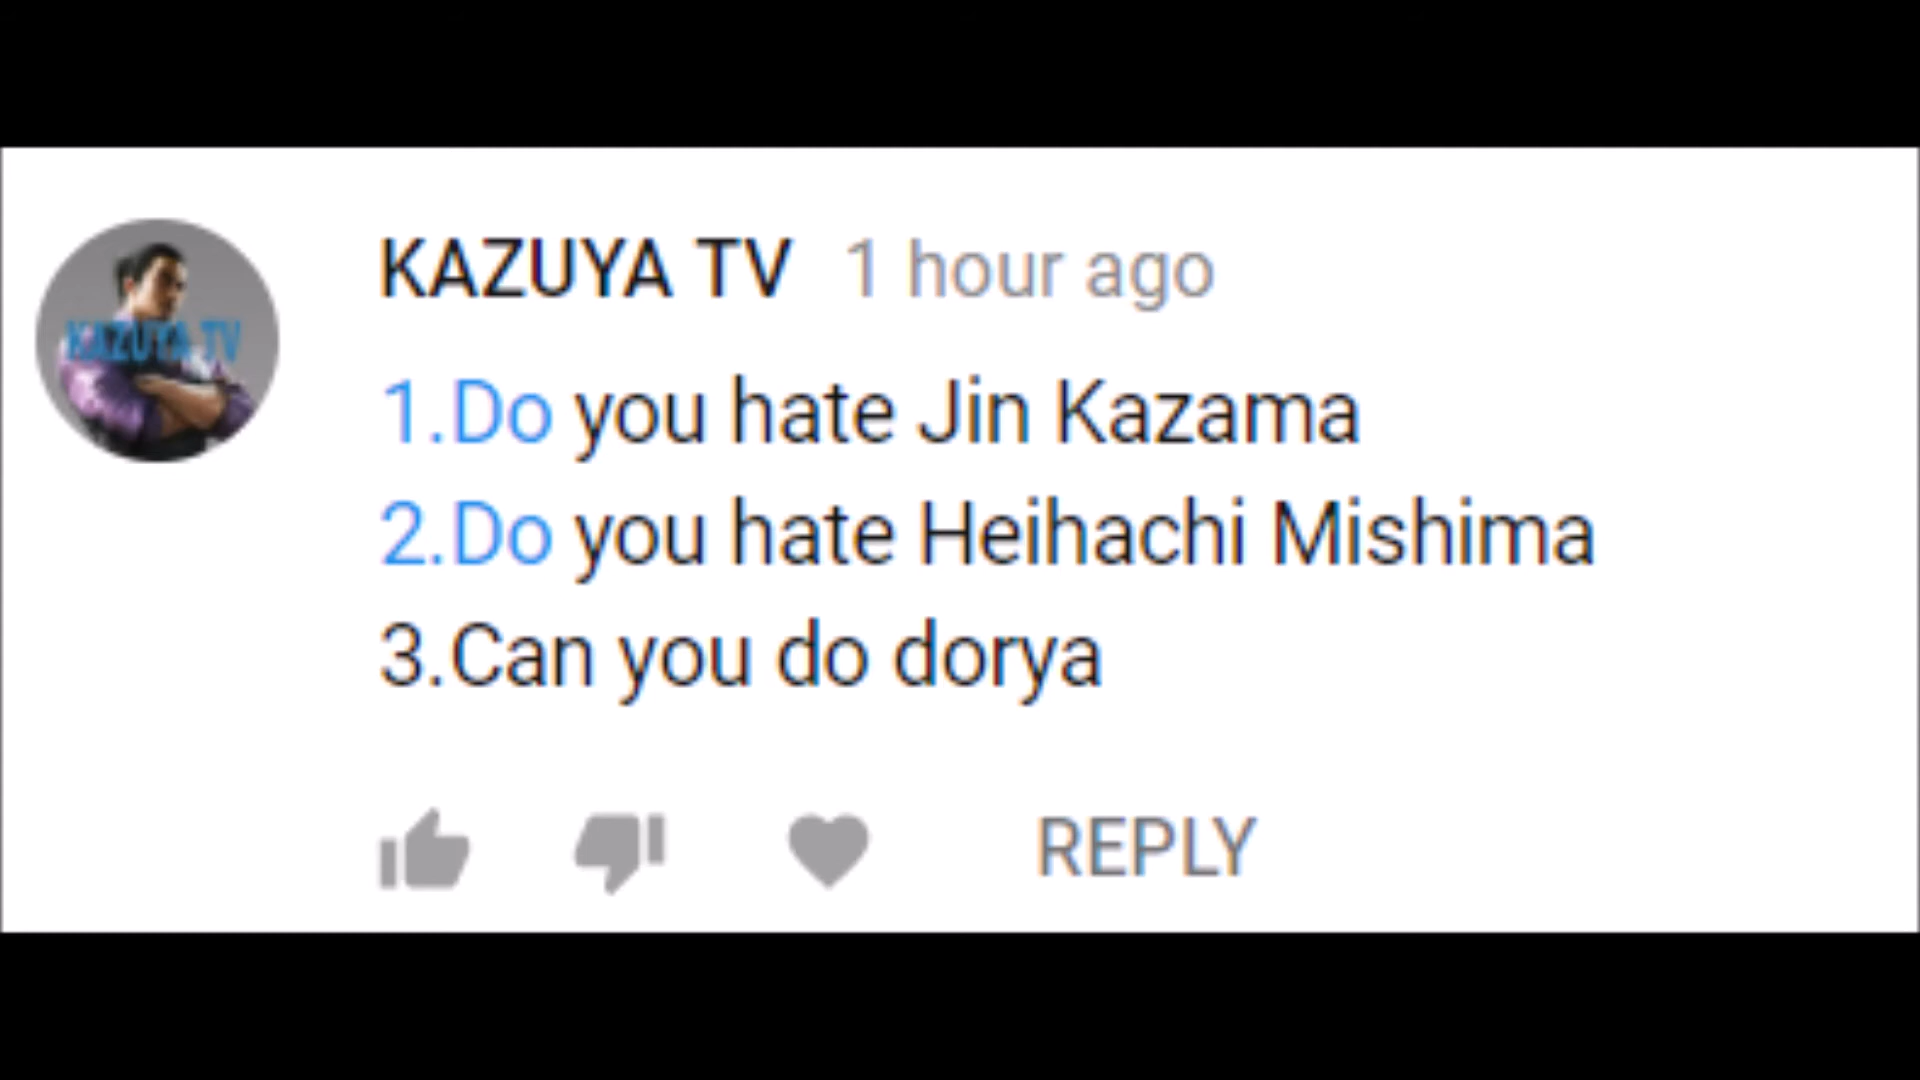 KAZUYA TV
KAZUYA TV 1 hour ago
1.Do you hate Jin Kazama
2.Do you hate Heihachi Mishima
3.Can you do dorya
REPLY